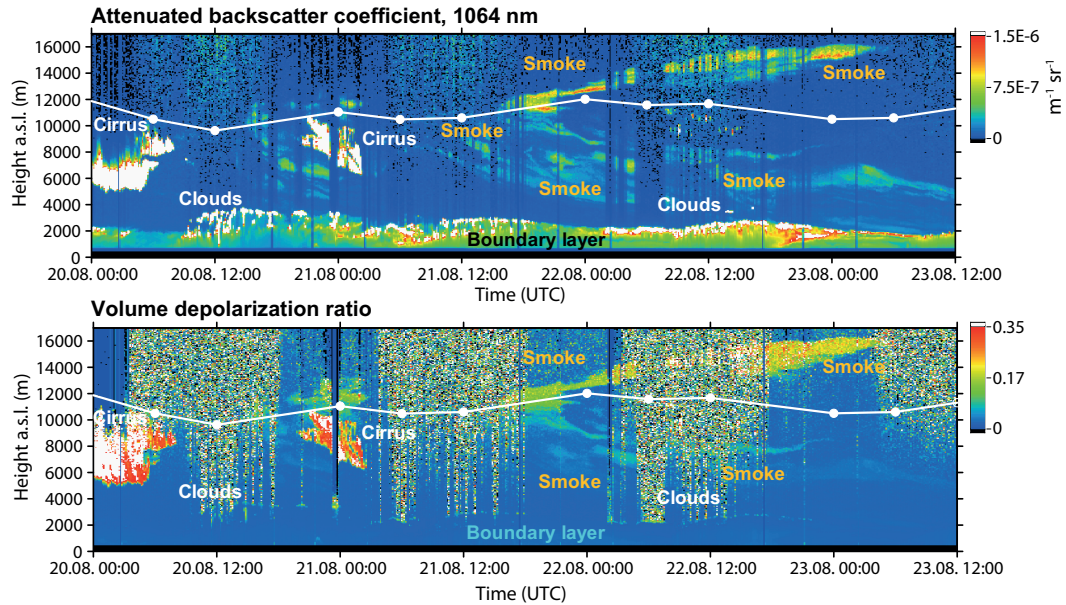 Attenuated backscatter coefficient, 1064 nm
Height a.s.l. (m)
16000
14000
12000
10000
8000
6000
4000
2000
0
Smoke
Smoke
Cirrus
Cirrus
Smoke
Smoke
Smoke
Clouds
Clouds
Boundary layer
1.5E-6
7.5E-7
0
m⁻¹ sr⁻¹
20.08. 00:00 20.08. 12:00 21.08 00:00 21.08. 12:00 22.08 00:00 22.08. 12:00 23.08 00:00 23.08. 12:00
Time (UTC)
Volume depolarization ratio
Height a.s.l. (m)
16000
14000
12000
10000
8000
6000
4000
2000
0
Smoke
Smoke
Cirrus
Cirrus
Smoke
Smoke
Clouds
Clouds
Boundary layer
0.35
0.17
0
20.08. 00:00 20.08. 12:00 21.08 00:00 21.08. 12:00 22.08 00:00 22.08. 12:00 23.08 00:00 23.08. 12:00
Time (UTC)